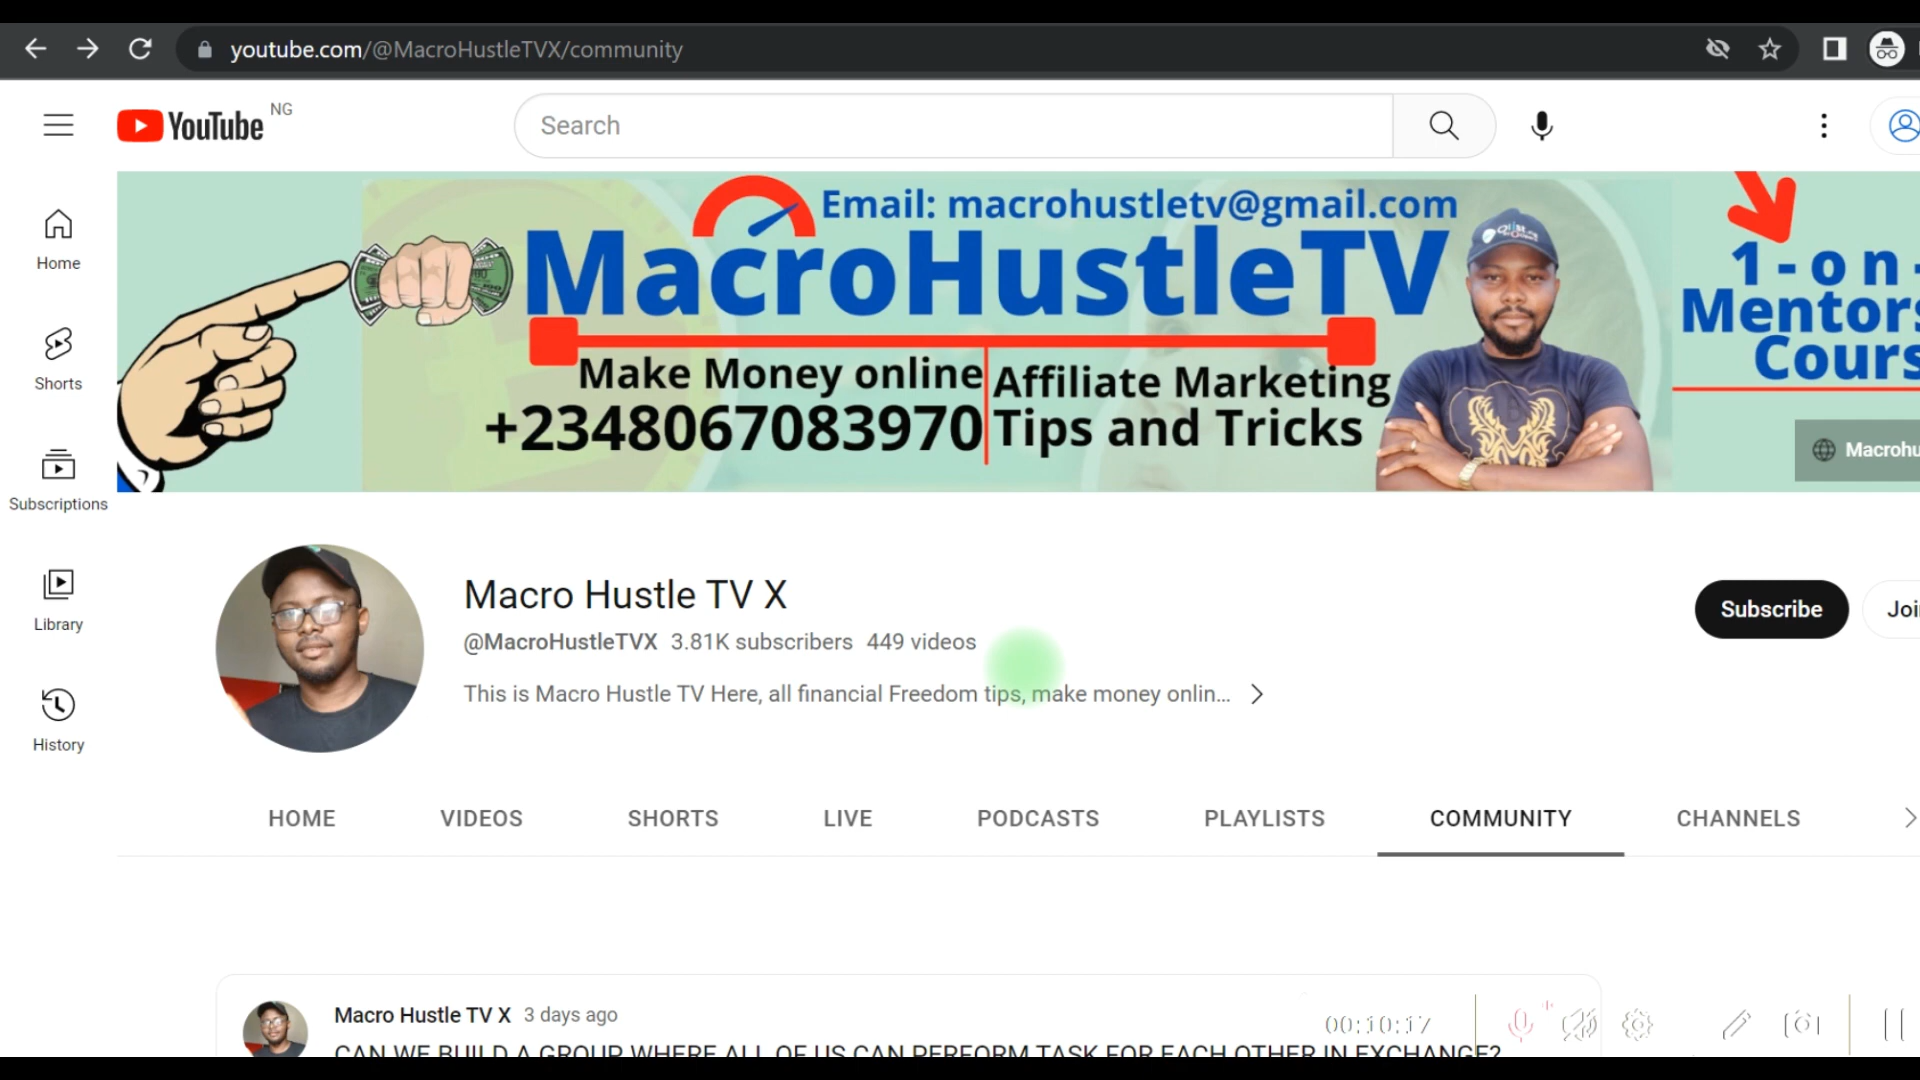 youtube.com/@MacroHustleTVX/community
YouTube NG
Search
Home
Shorts
Subscriptions
Library
History
Email: macrohustletv@gmail.com
MacroHustleTV
Make Money online
+2348067083970
Affiliate Marketing
Tips and Tricks
1-on-
Mentors
Cours
Macrohu
Macro Hustle TV X
@MacroHustleTVX 3.81K subscribers 449 videos
This is Macro Hustle TV Here, all financial Freedom tips, make money onlin...
Subscribe
Joi
HOME
VIDEOS
SHORTS
LIVE
PODCASTS
PLAYLISTS
COMMUNITY
CHANNELS
Macro Hustle TV X 3 days ago
CAN WE BUILD A GROUP WHERE ALL OF US CAN PERFORM TASK FOR EACH OTHER IN EXCHANGE?
00:10:17